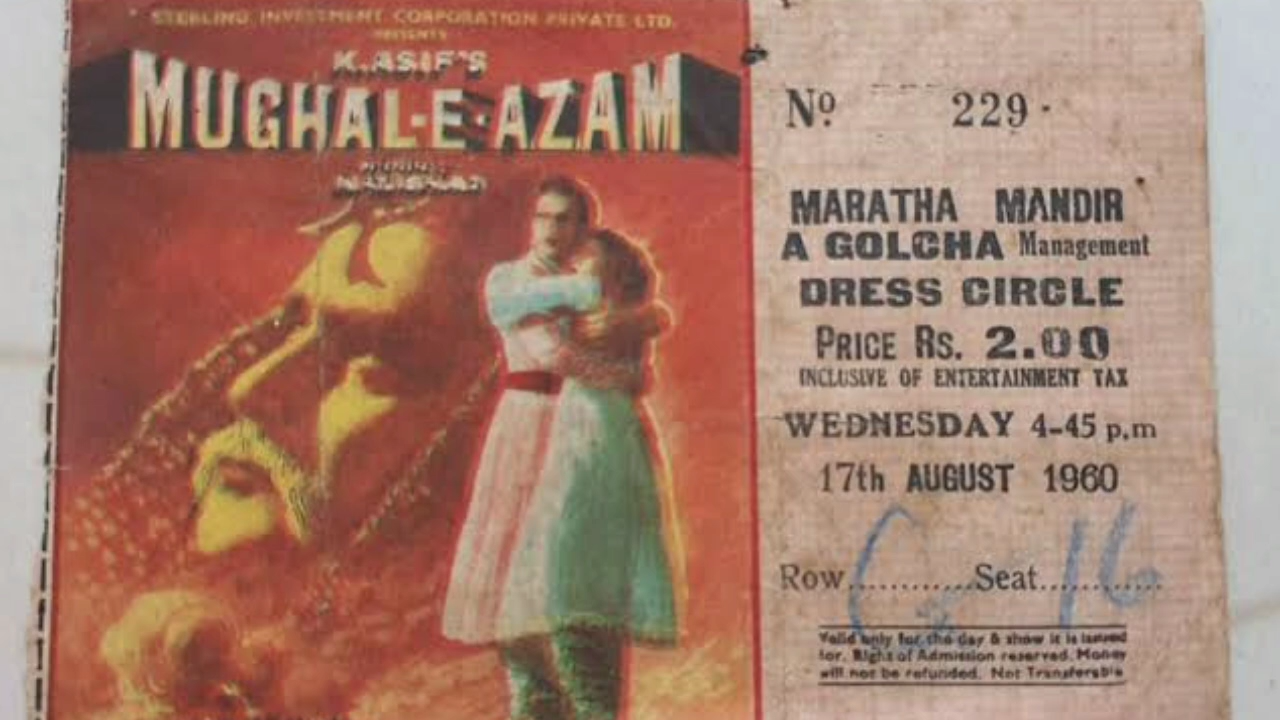 STERLING INVESTMENT CORPORATION PRIVATE LTD.
PRESENTS
K. ASIF'S
MUGHAL-E-AZAM
Nº 229
MARATHA MANDIR
A GOLCHA Management
DRESS CIRCLE
PRICE RS. 2.00
INCLUSIVE OF ENTERTAINMENT TAX
WEDNESDAY 4-45 p.m
17th AUGUST 1960
Row............Seat............
G 16
Valid only for the day & show it is issued
for. Right of Admission reserved. Money
will not be refunded. Not Transferable